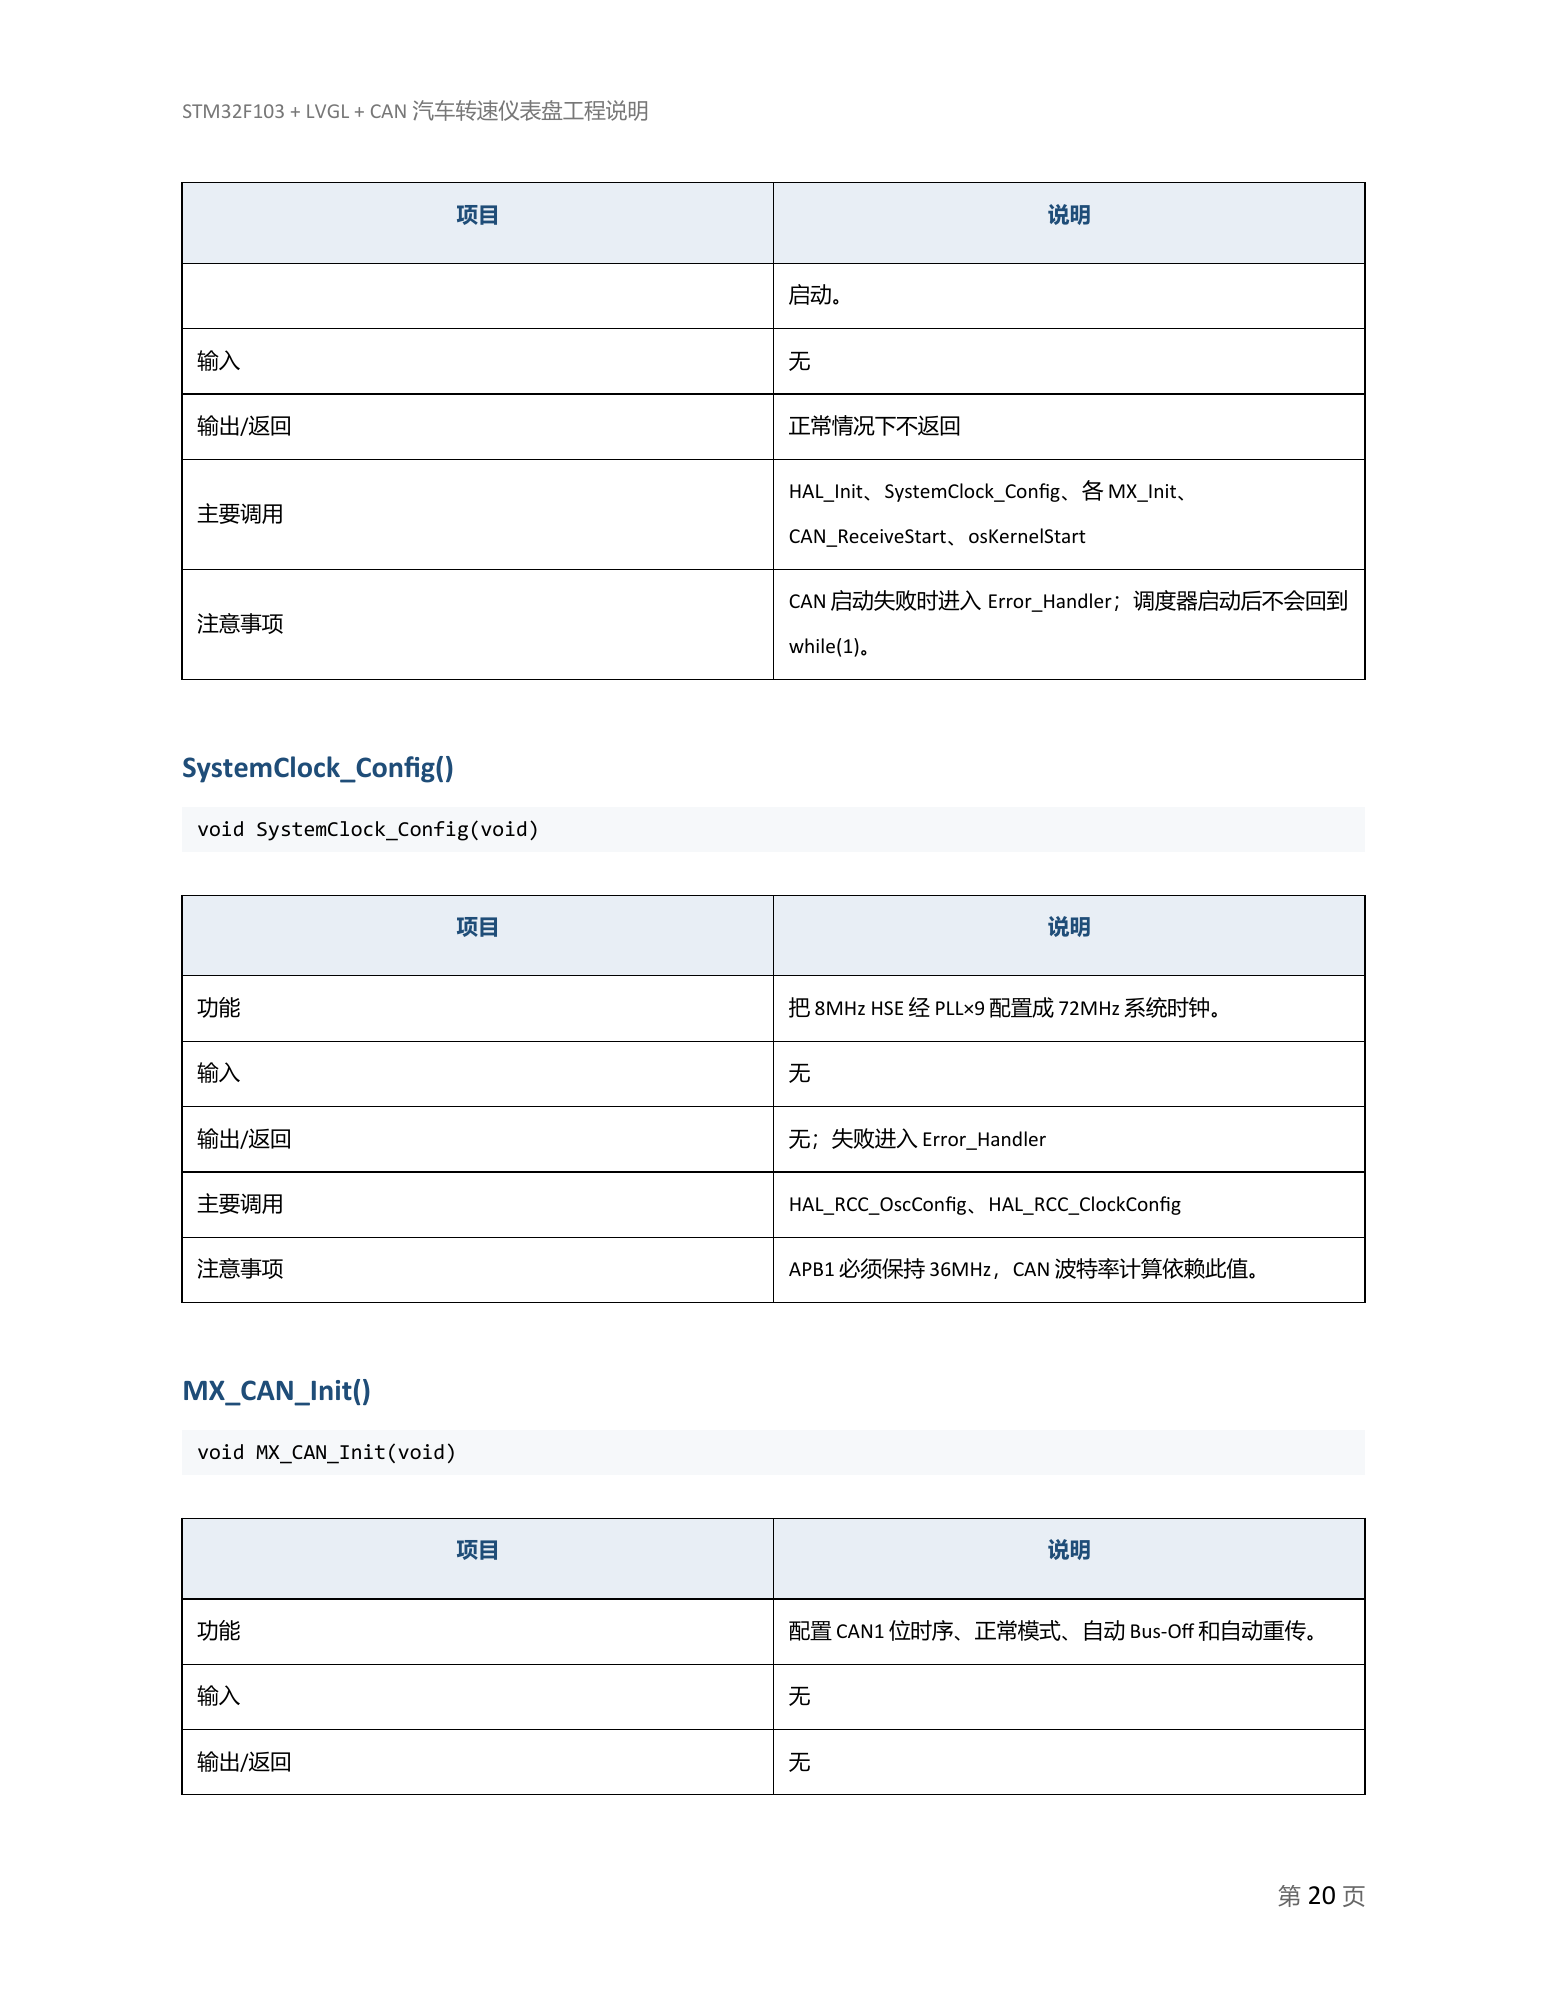 STM32F103 + LVGL + CAN 汽车转速仪表盘工程说明
项目 说明
启动。
输入 无
输出/返回 正常情况下不返回
主要调用 HAL_Init、SystemClock_Config、各 MX_Init、
CAN_ReceiveStart、osKernelStart
注意事项 CAN 启动失败时进入 Error_Handler；调度器启动后不会回到
while(1)。
SystemClock_Config()
void SystemClock_Config(void)
项目 说明
功能 把 8MHz HSE 经 PLL×9 配置成 72MHz 系统时钟。
输入 无
输出/返回 无；失败进入 Error_Handler
主要调用 HAL_RCC_OscConfig、HAL_RCC_ClockConfig
注意事项 APB1 必须保持 36MHz，CAN 波特率计算依赖此值。
MX_CAN_Init()
void MX_CAN_Init(void)
项目 说明
功能 配置 CAN1 位时序、正常模式、自动 Bus-Off 和自动重传。
输入 无
输出/返回 无
第 20 页